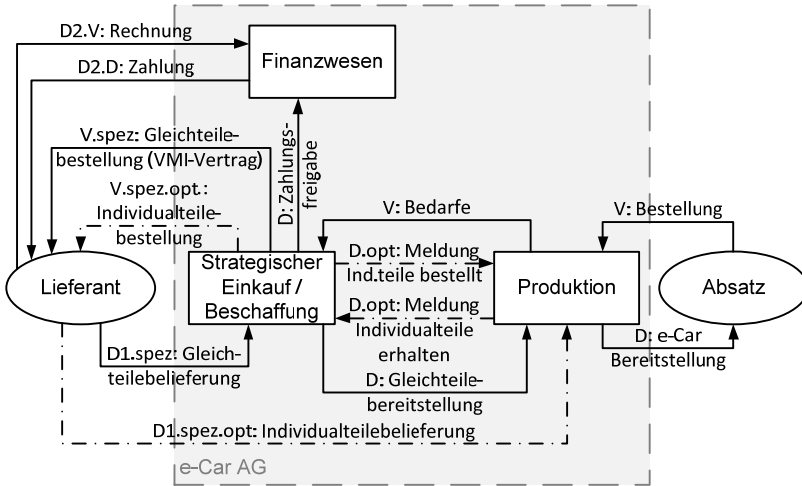 D2.V: Rechnung
D2.D: Zahlung
Finanzwesen
V.spez: Gleichteile-
bestellung (VMI-Vertrag)
D: Zahlungs-
freigabe
V.spez.opt.:
Individualteile-
bestellung
V: Bedarfe
V: Bestellung
D.opt: Meldung
Ind.teile bestellt
Lieferant
Strategischer
Einkauf /
Beschaffung
Produktion
Absatz
D.opt: Meldung
Individualteile
erhalten
D1.spez: Gleich-
teilebelieferung
D: Gleichteile-
bereitstellung
D: e-Car
Bereitstellung
D1.spez.opt: Individualteilebelieferung
e-Car AG